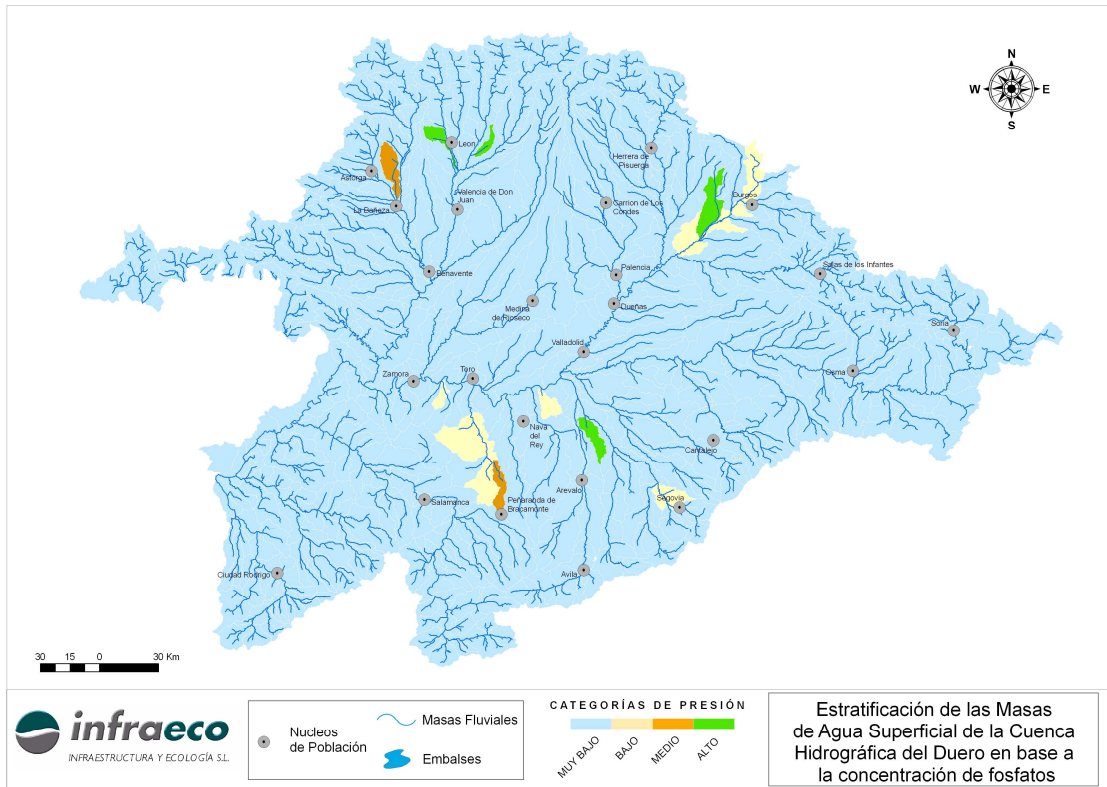 N
W
E
S
Leon
Astorga
La Bañeza
Valencia de Don
Juan
Herrera de
Pisuerga
Carrion de Los
Condes
Burgos
Benavente
Palencia
Salas de los Infantes
Medina
de Rioseco
Dueñas
Soria
Valladolid
Zamora
Toro
Osma
Nava
del
Rey
Cantalejo
Arevalo
Segovia
Salamanca
Peñaranda de
Bracamonte
Ciudad Rodrigo
Avila
30 15 0 30 Km
infraeco
INFRAESTRUCTURA Y ECOLOGÍA S.L.
Núcleos
de Población
Masas Fluviales
Embalses
CATEGORÍAS DE PRESIÓN
MUY BAJO
BAJO
MEDIO
ALTO
Estratificación de las Masas
de Agua Superficial de la Cuenca
Hidrográfica del Duero en base a
la concentración de fosfatos